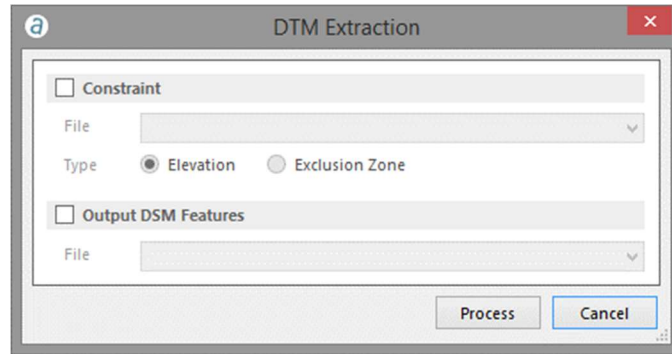 a DTM Extraction
Constraint
File
Type Elevation Exclusion Zone
Output DSM Features
File
Process Cancel